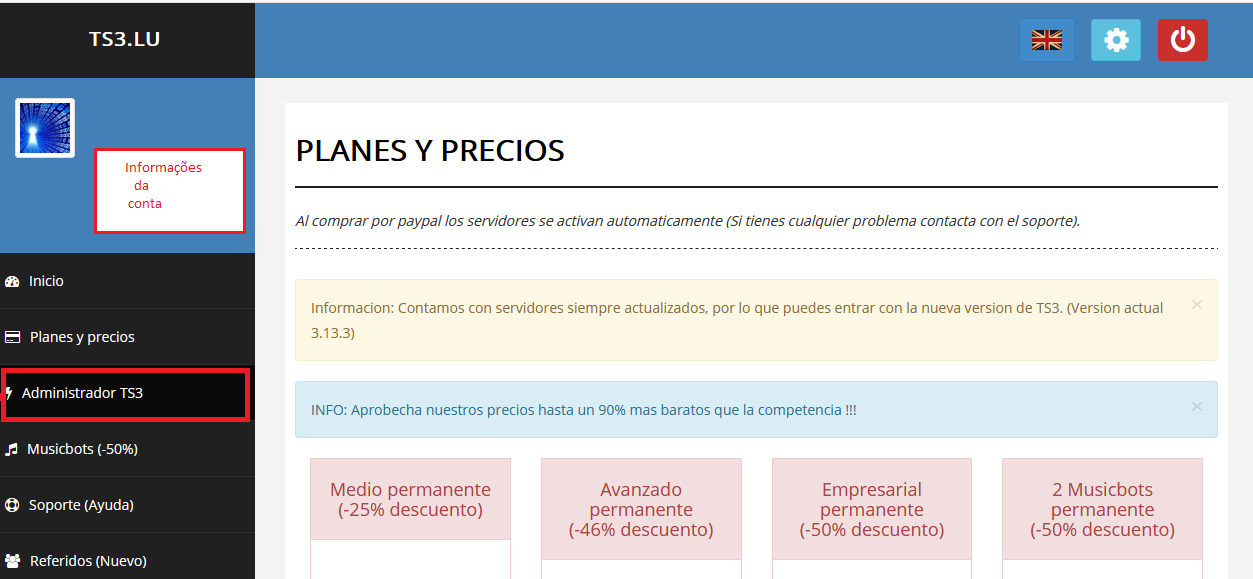 TS3.LU
Informações
da
conta
Inicio
Planes y precios
Administrador TS3
Musicbots (-50%)
Soporte (Ayuda)
Referidos (Nuevo)
PLANES Y PRECIOS
Al comprar por paypal los servidores se activan automaticamente (Si tienes cualquier problema contacta con el soporte).
Informacion: Contamos con servidores siempre actualizados, por lo que puedes entrar con la nueva version de TS3. (Version actual
3.13.3)
×
INFO: Aprobecha nuestros precios hasta un 90% mas baratos que la competencia !!!
×
Medio permanente
(-25% descuento)
Avanzado
permanente
(-46% descuento)
Empresarial
permanente
(-50% descuento)
2 Musicbots
permanente
(-50% descuento)